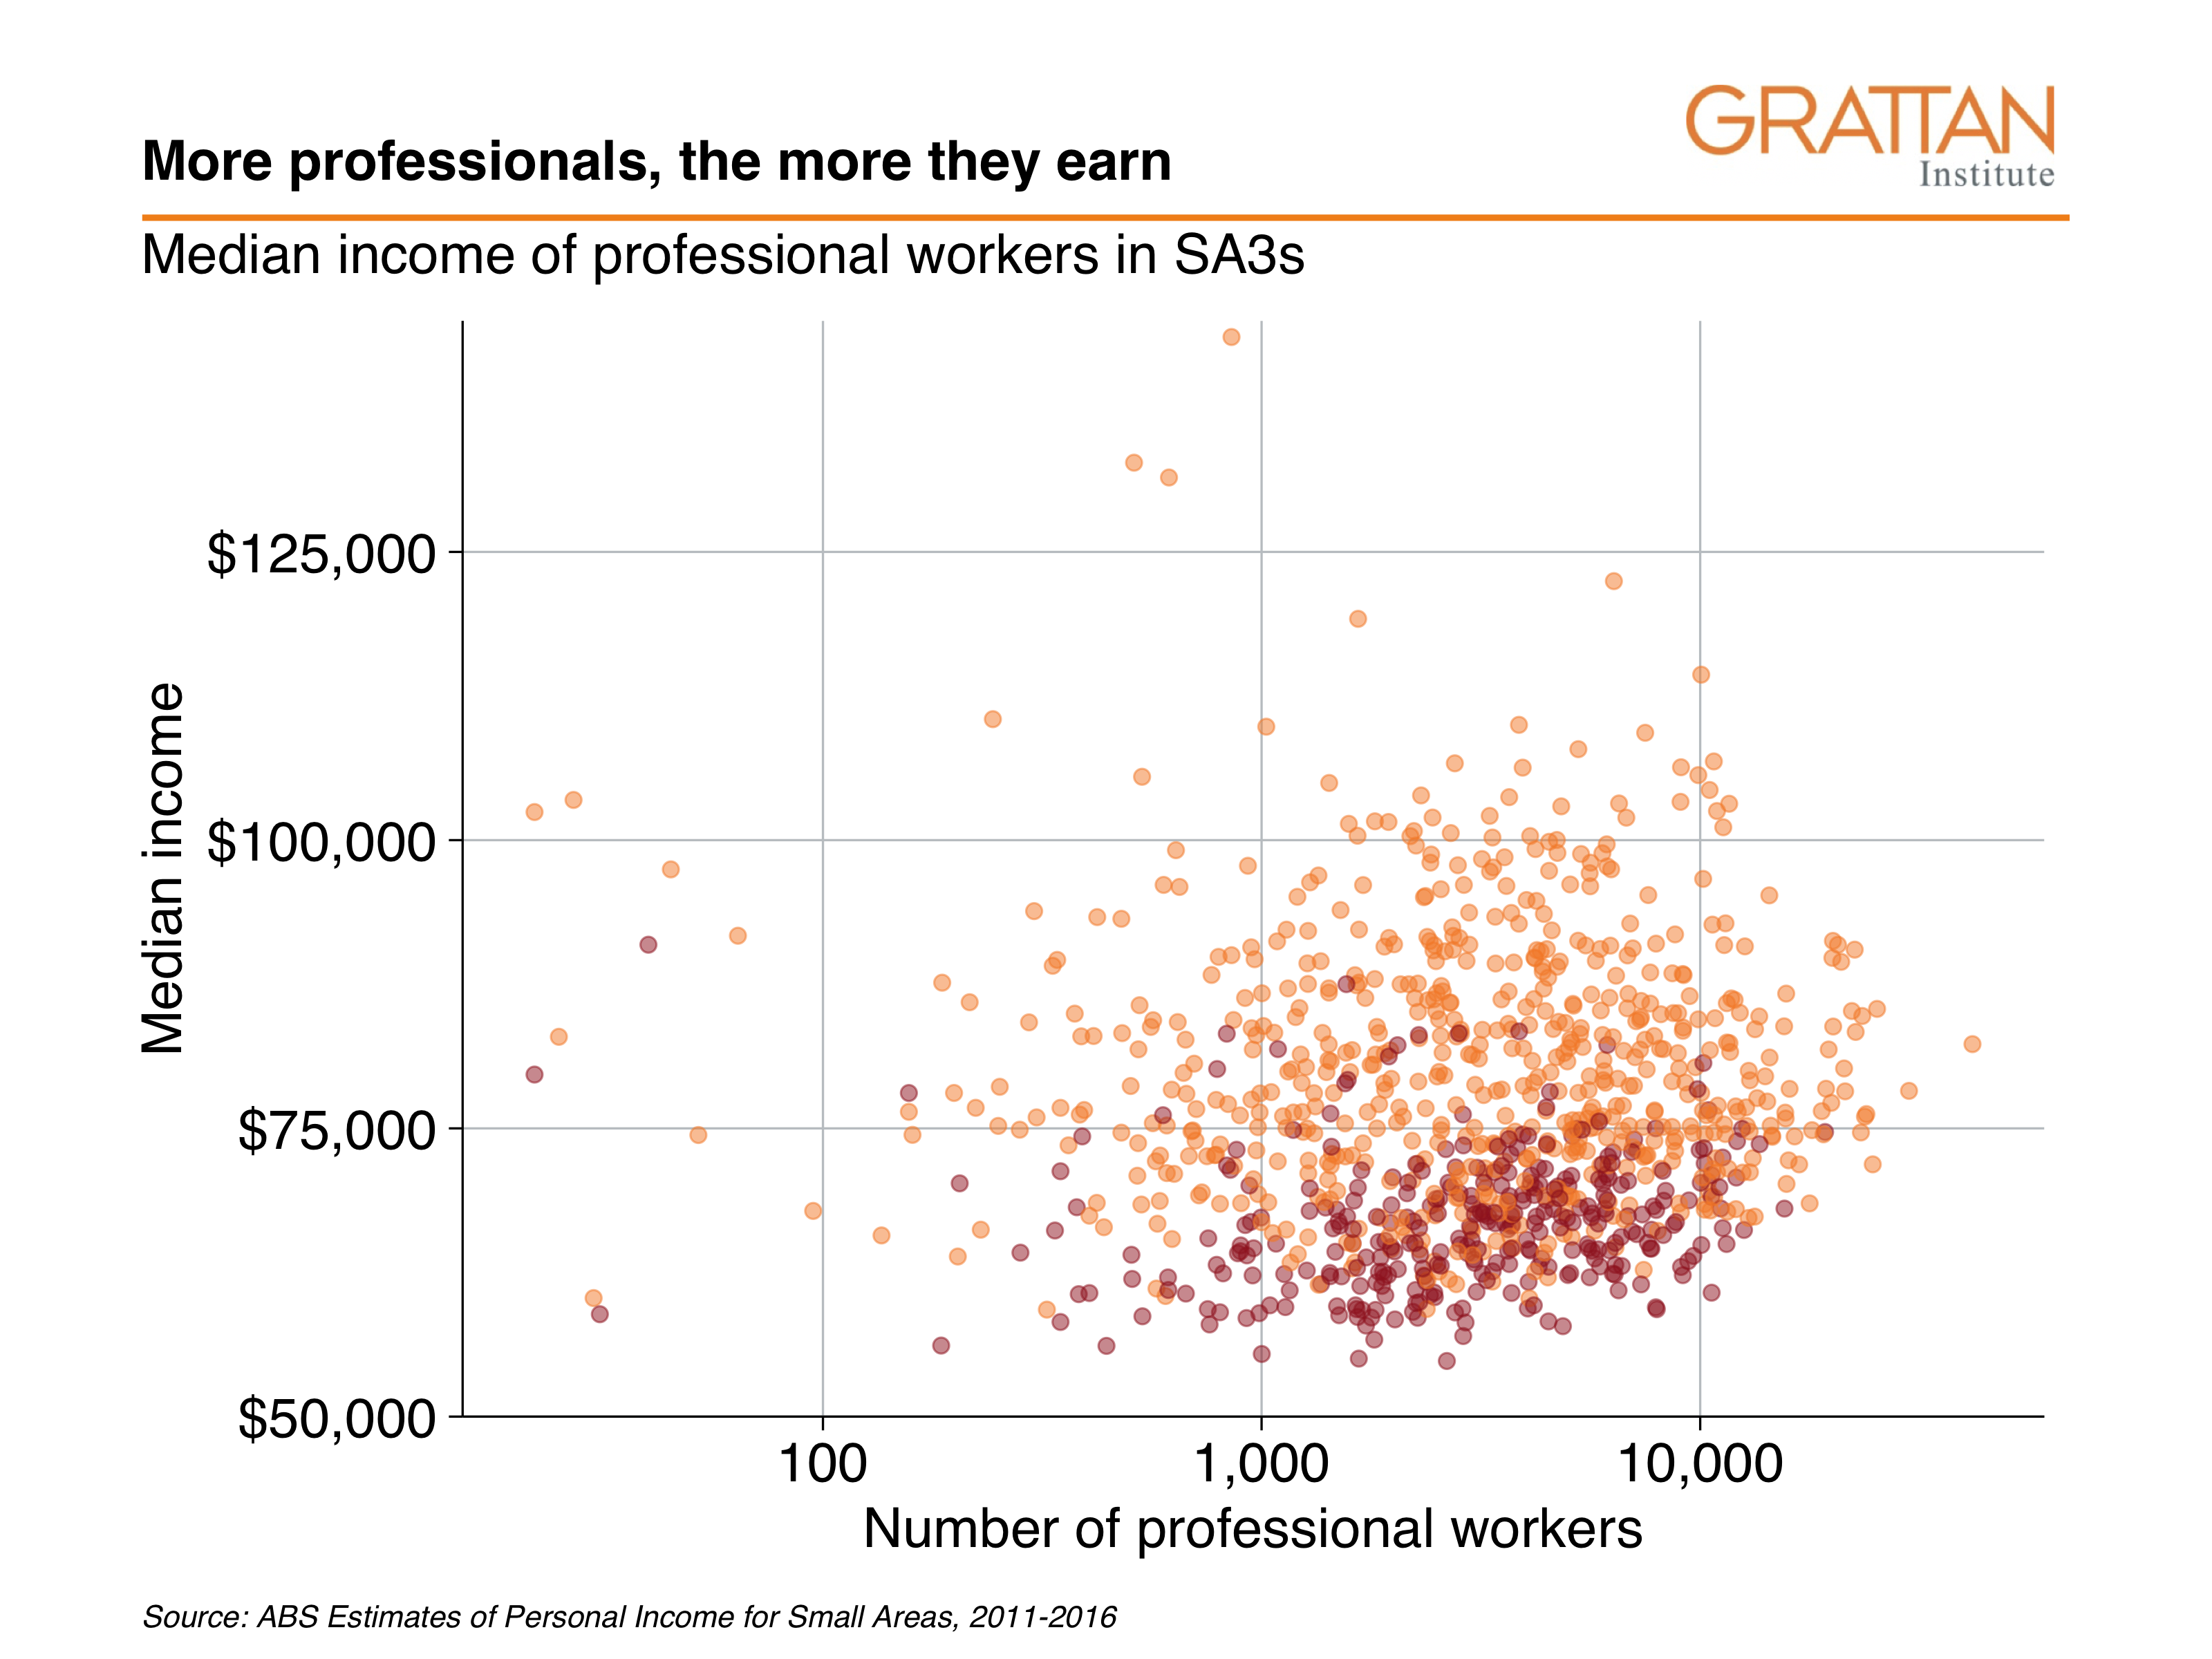 GRATTAN
Institute
More professionals, the more they earn
Median income of professional workers in SA3s
$125,000
$100,000
$75,000
$50,000
Median income
100 1,000 10,000
Number of professional workers
Source: ABS Estimates of Personal Income for Small Areas, 2011-2016